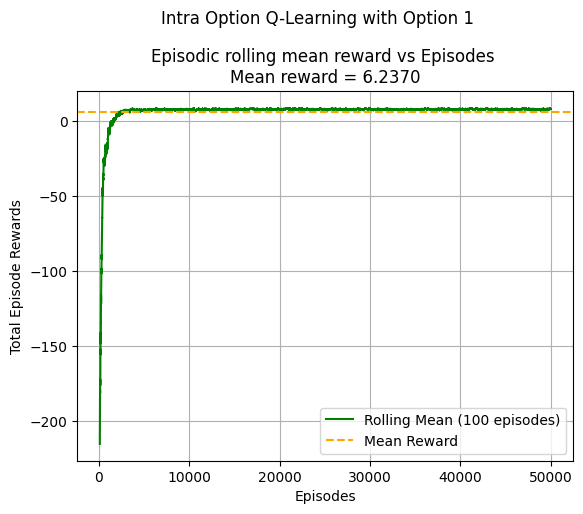 Intra Option Q-Learning with Option 1
Episodic rolling mean reward vs Episodes
Mean reward = 6.2370
Total Episode Rewards
0
−50
−100
−150
−200
Rolling Mean (100 episodes)
Mean Reward
0
10000
20000
30000
40000
50000
Episodes